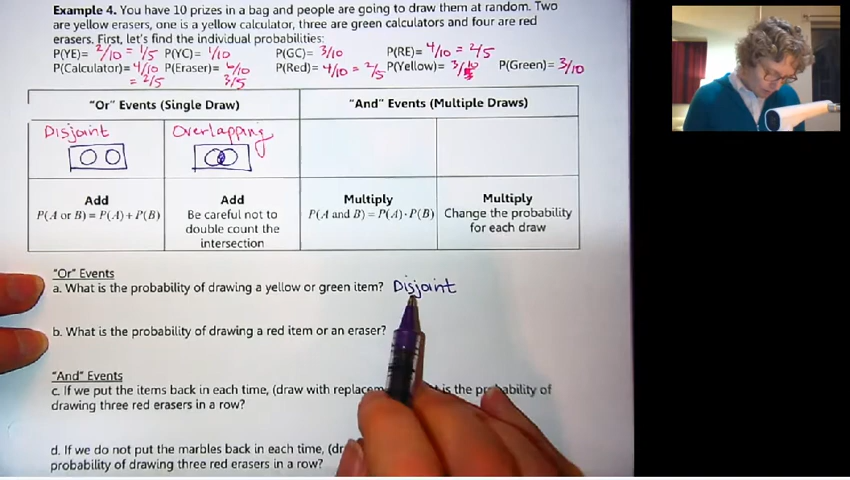 Example 4. You have 10 prizes in a bag and people are going to draw them at random. Two
are yellow erasers, one is a yellow calculator, three are green calculators and four are red
erasers. First, let's find the individual probabilities:
P(YE)= 2/10 = 1/5 P(YC)= 1/10 P(GC)= 3/10 P(RE)= 4/10 = 2/5
P(Calculator)= 4/10 = 2/5 P(Eraser)= 6/10 3/5 P(Red)= 4/10 = 2/5 P(Yellow)= 3/10 P(Green)= 3/10
"Or" Events (Single Draw) "And" Events (Multiple Draws)
Disjoint Overlapping
Add Add Multiply Multiply
P(A or B) = P(A) + P(B) Be careful not to P(A and B) = P(A) · P(B) Change the probability
double count the for each draw
intersection
"Or" Events
a. What is the probability of drawing a yellow or green item? Disjoint
b. What is the probability of drawing a red item or an eraser?
"And" Events
c. If we put the items back in each time, (draw with is the probability of
drawing three red erasers in a row?
d. If we do not put the marbles back in each time,
probability of drawing three red erasers in a row?